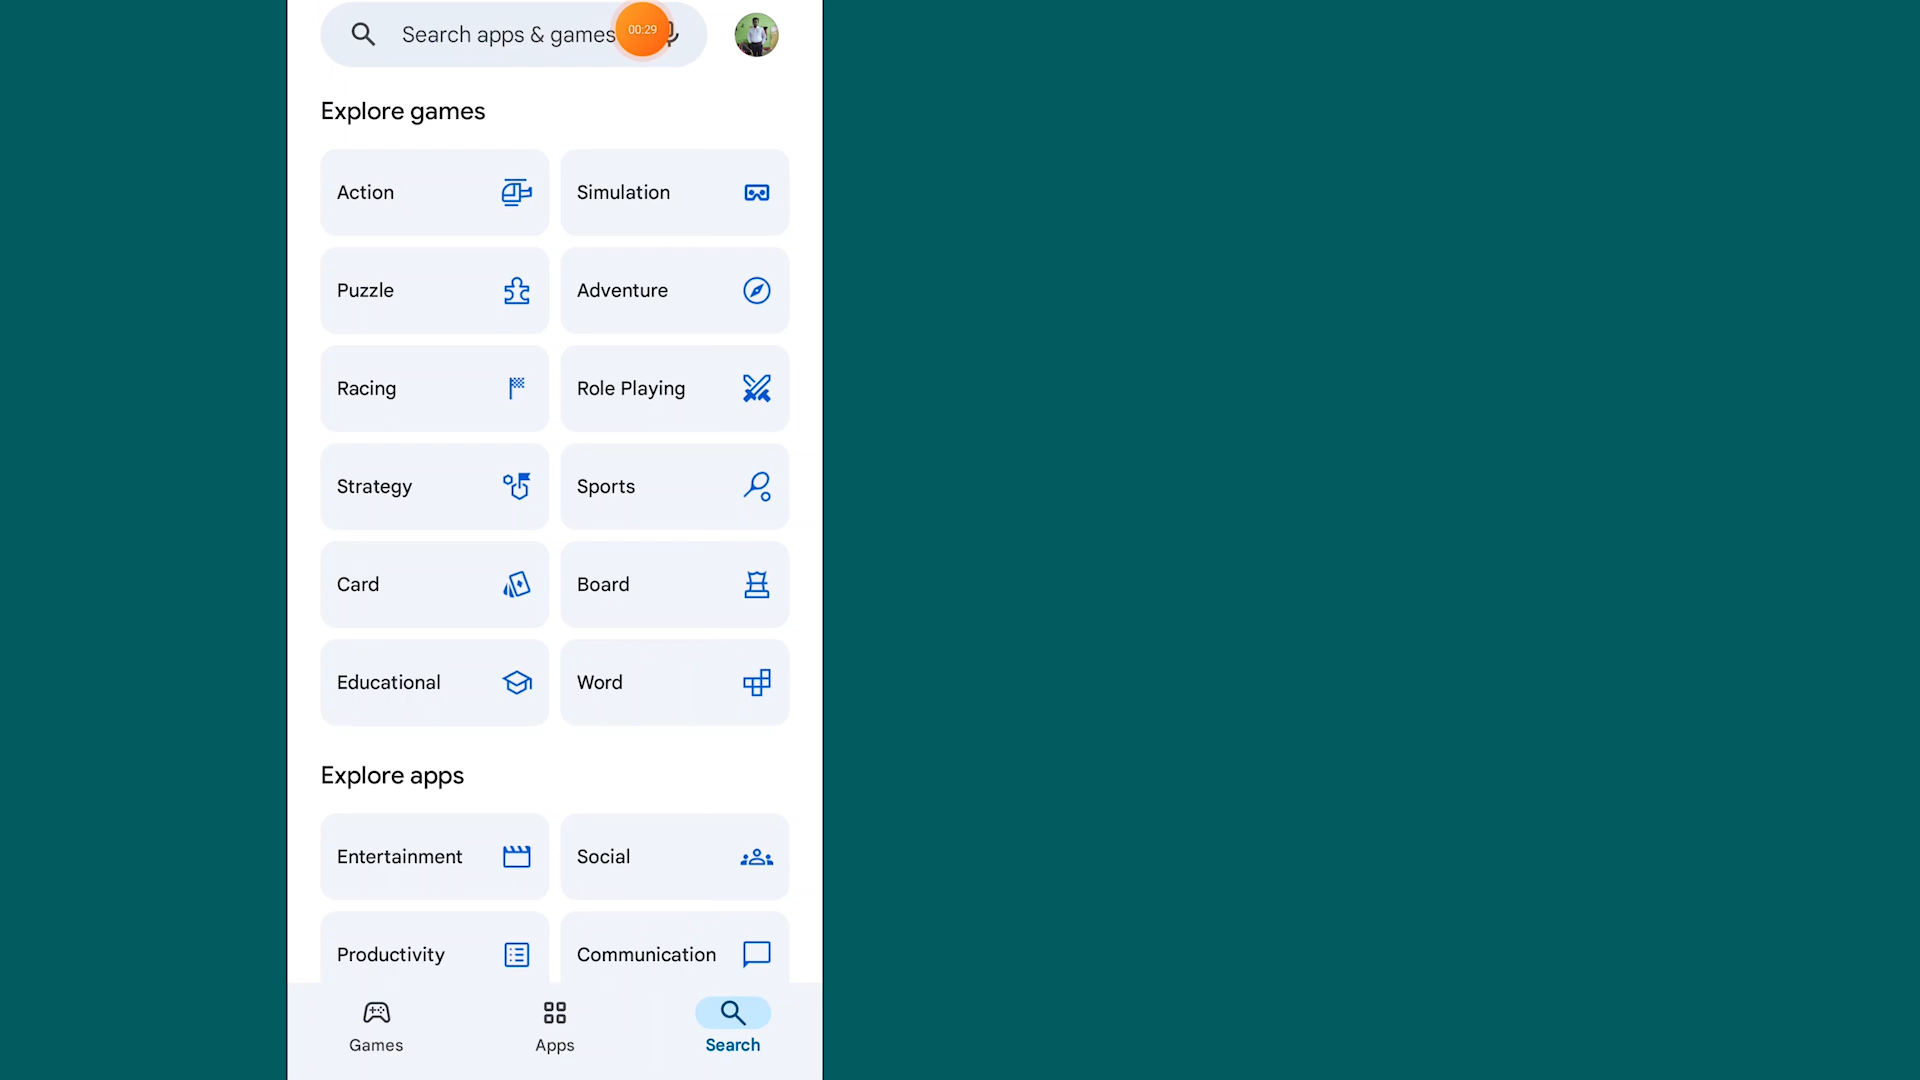 Search apps & games
00:29
Explore games
Action
Simulation
Puzzle
Adventure
Racing
Role Playing
Strategy
Sports
Card
Board
Educational
Word
Explore apps
Entertainment
Social
Productivity
Communication
Games
Apps
Search